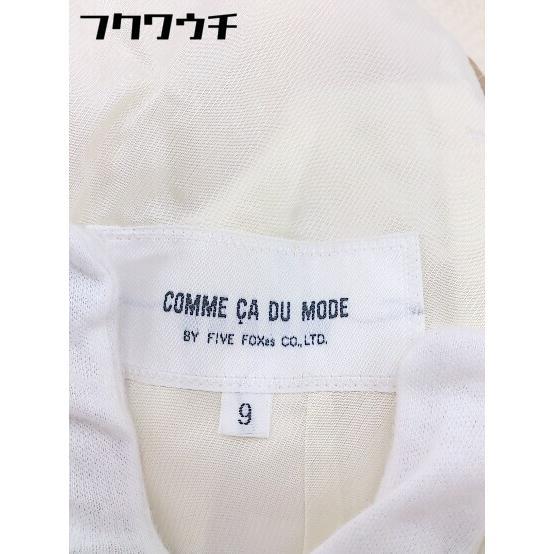 フクワウチ
COMME ÇA DU MODE
BY FIVE FOXes CO.,LTD.
9